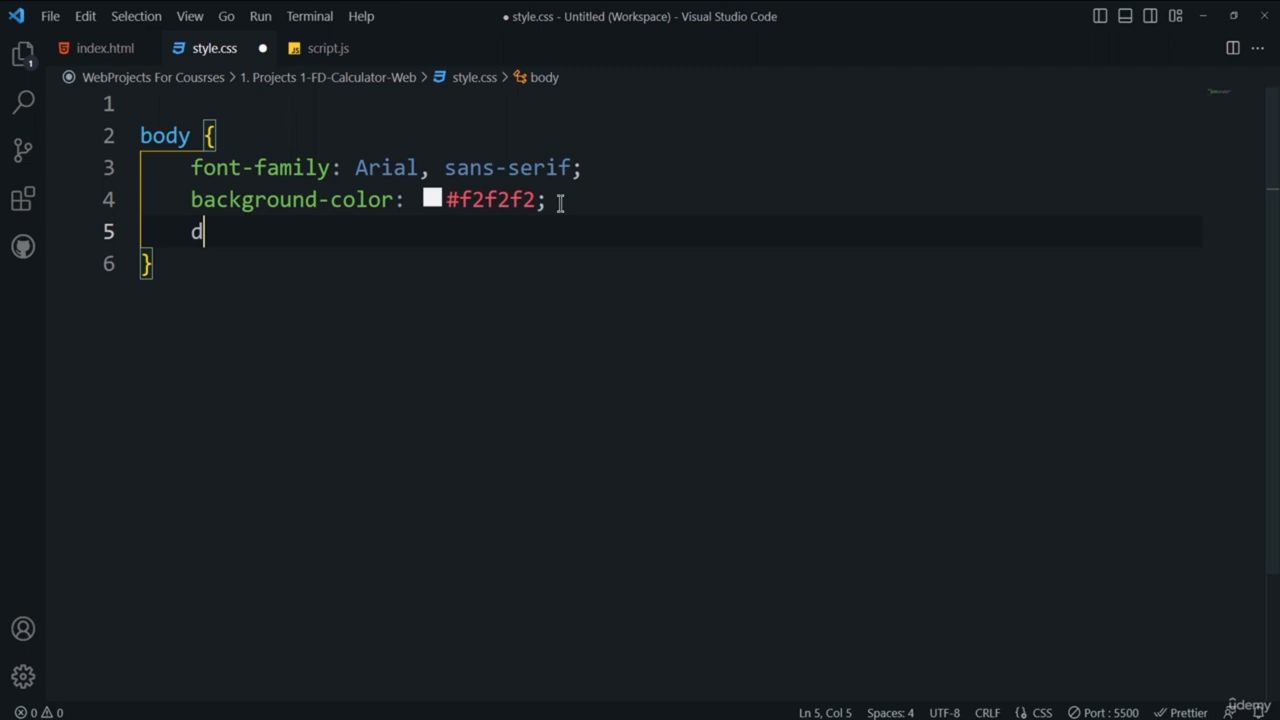 File Edit Selection View Go Run Terminal Help
● style.css - Untitled (Workspace) - Visual Studio Code
index.html style.css ● JS script.js
1
WebProjects For Cousrses > 1. Projects 1-FD-Calculator-Web > style.css > body
1
2 body {
3 font-family: Arial, sans-serif;
4 background-color: #f2f2f2;
5 d
6 }
0 0 Ln 5, Col 5 Spaces: 4 UTF-8 CRLF {} CSS Port : 5500 Prettier
udemy